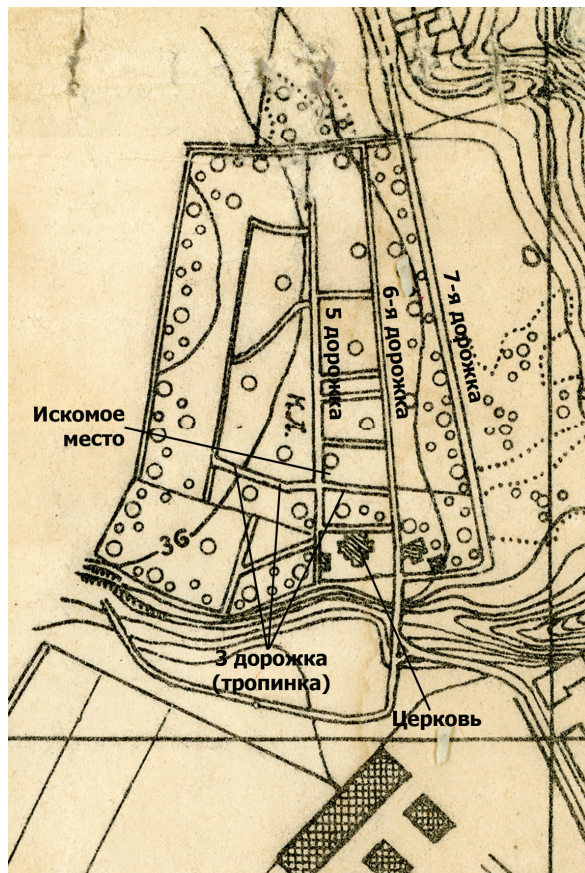 7-я дорожка
6-я дорожка
5 дорожка
Искомое
место
к.л.
36
3 дорожка
(тропинка)
Церковь